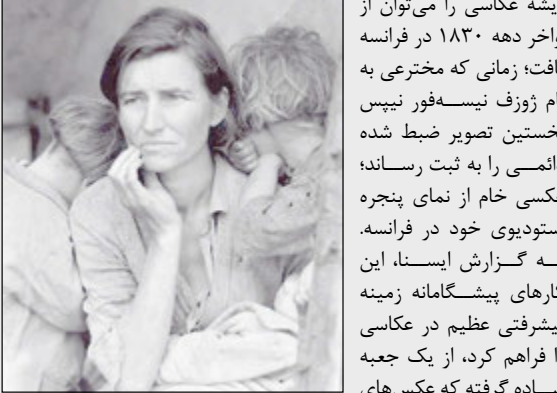 یشه عکاسی را می‌توان از
واخر دهه ۱۸۳۰ در فرانسه
افت؛ زمانی که مخترعی به
ام ژوزف نیسه‌فور نیپس
خستین تصویر ضبط شده
ائمی را به ثبت رساند؛
کسی خام از نمای پنجره
ستودیوی خود در فرانسه.
ه گزارش ایسنا، این
ارهای پیشگامانه زمینه
یشرفتی عظیم در عکاسی
ا فراهم کرد، از یک جعبه
ساده گرفته که عکس‌های